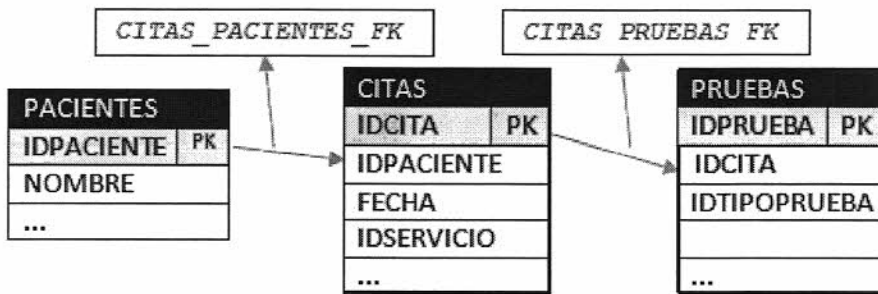 CITAS_PACIENTES_FK
CITAS PRUEBAS FK
PACIENTES
IDPACIENTE PK
NOMBRE
...
CITAS
IDCITA PK
IDPACIENTE
FECHA
IDSERVICIO
...
PRUEBAS
IDPRUEBA PK
IDCITA
IDTIPOPRUEBA
...